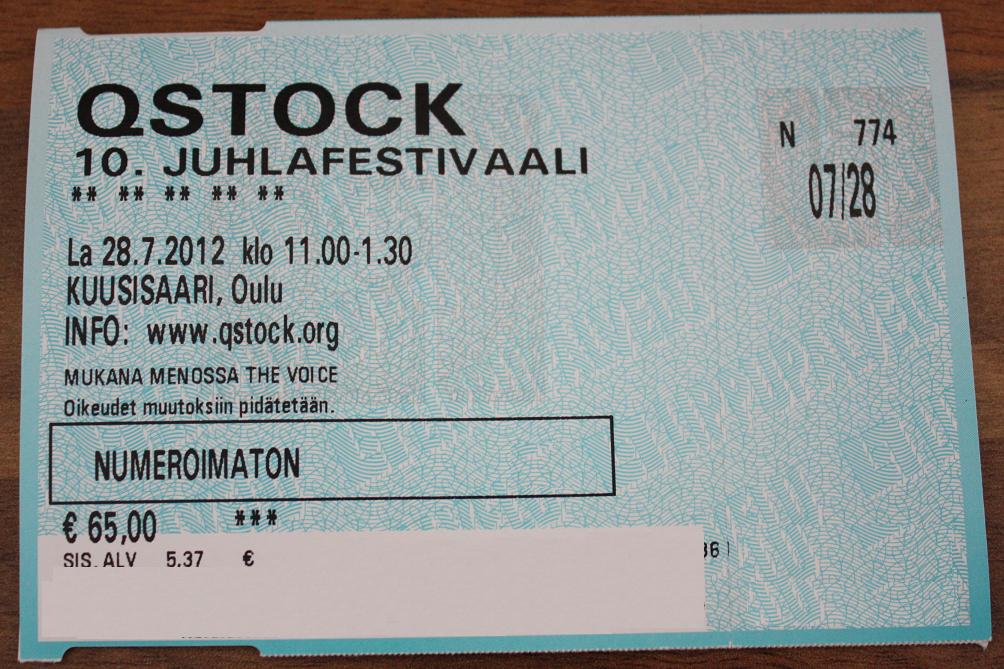 QSTOCK
10. JUHLAFESTIVAALI
** ** ** ** **
N 774
07/28
La 28.7.2012 klo 11.00-1.30
KUUSISAARI, Oulu
INFO: www.qstock.org
MUKANA MENOSSA THE VOICE
Oikeudet muutoksiin pidätetään.
NUMEROIMATON
€ 65,00 ***
SIS. ALV 5.37 €